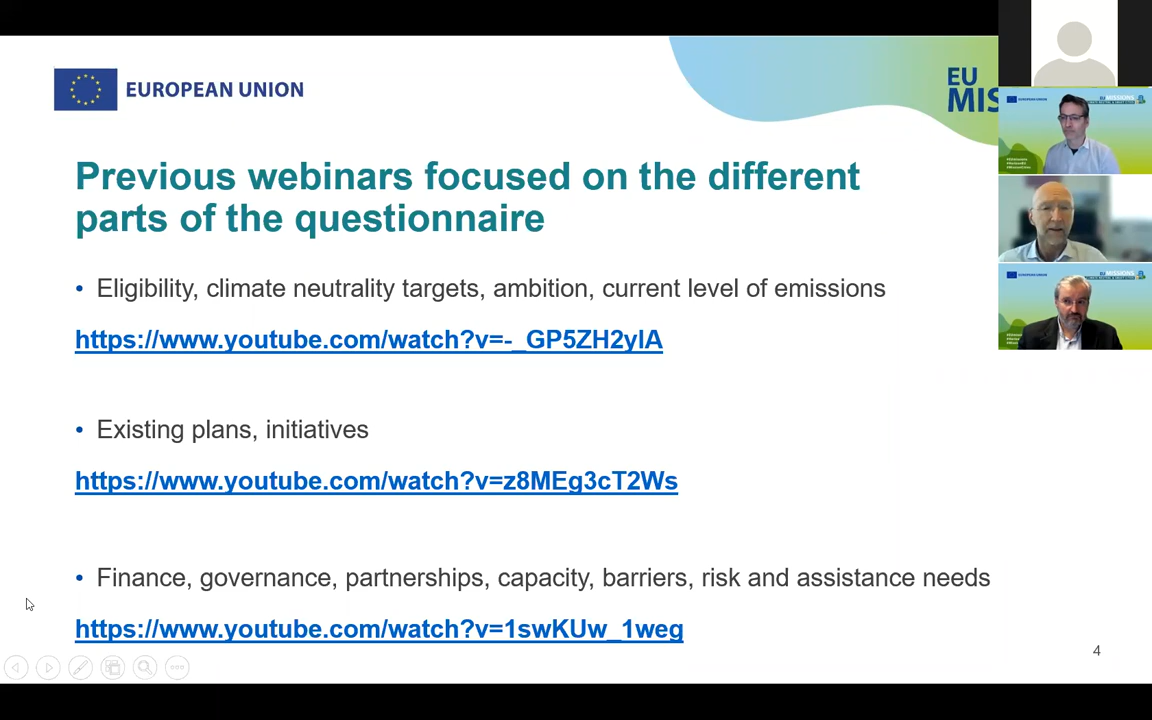 EUROPEAN UNION
EU
MIS
Previous webinars focused on the different
parts of the questionnaire
• Eligibility, climate neutrality targets, ambition, current level of emissions
https://www.youtube.com/watch?v=-_GP5ZH2ylA
• Existing plans, initiatives
https://www.youtube.com/watch?v=z8MEg3cT2Ws
• Finance, governance, partnerships, capacity, barriers, risk and assistance needs
https://www.youtube.com/watch?v=1swKUw_1weg
4